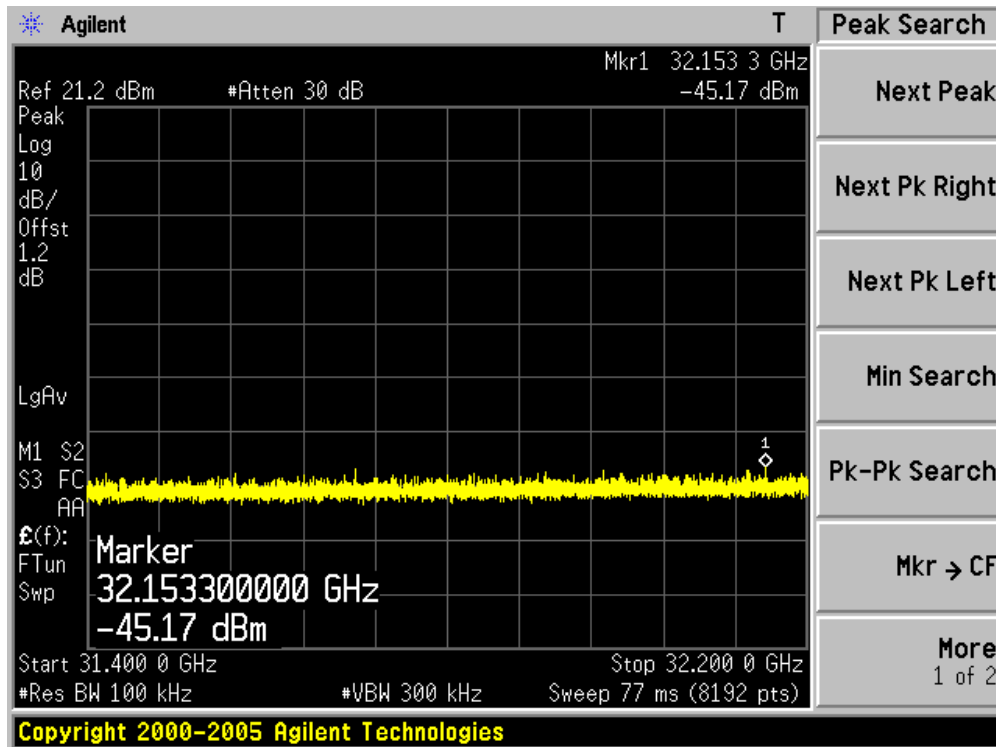 Agilent T Peak Search
Mkr1 32.153 3 GHz
Ref 21.2 dBm #Atten 30 dB -45.17 dBm
Peak
Log
10
dB/
Offst
1.2
dB
LgAv
M1 S2
S3 FC
AA
£(f):
FTun
Swp
1
Marker
32.153300000 GHz
-45.17 dBm
Start 31.400 0 GHz Stop 32.200 0 GHz
#Res BW 100 kHz #VBW 300 kHz Sweep 77 ms (8192 pts)
Copyright 2000-2005 Agilent Technologies
Next Peak
Next Pk Right
Next Pk Left
Min Search
Pk-Pk Search
Mkr → CF
More
1 of 2